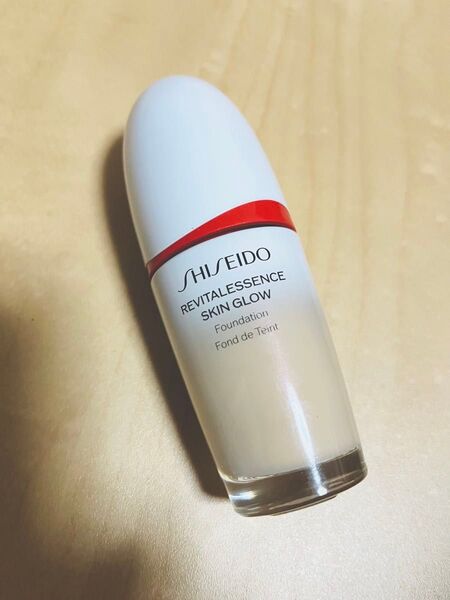 SHISEIDO
REVITALESSENCE
SKIN GLOW
Foundation
Fond de Teint